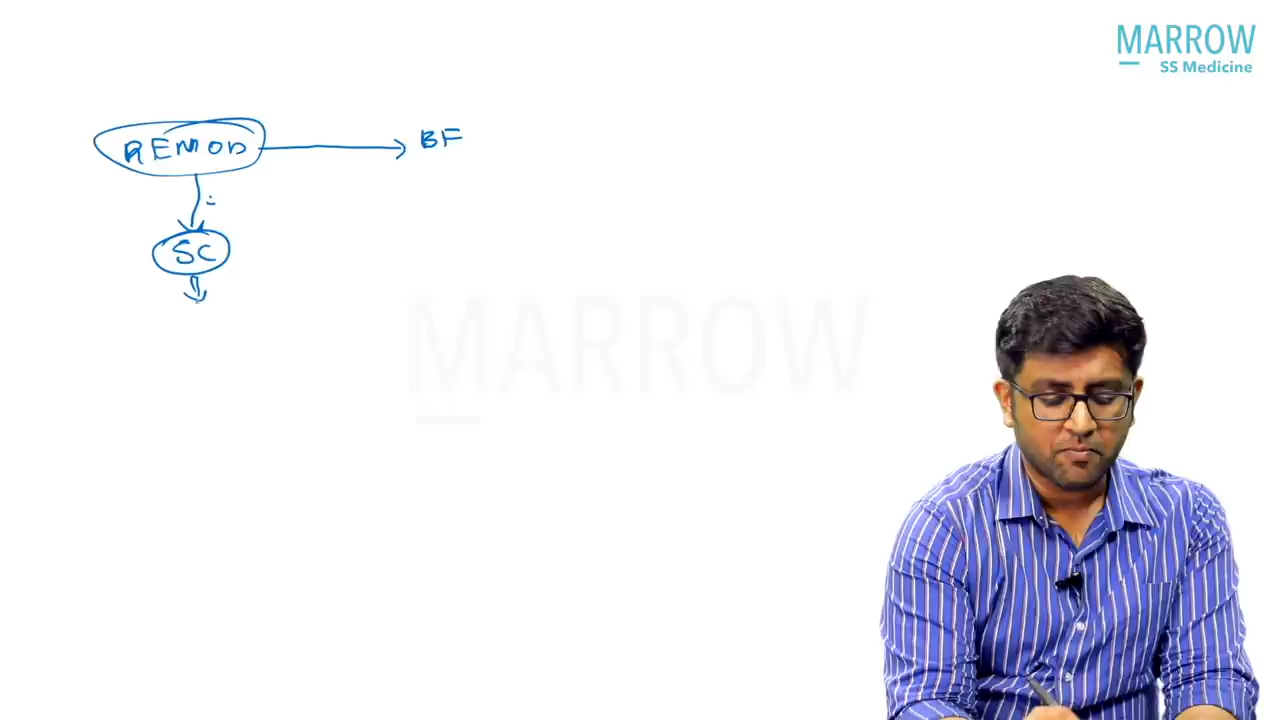 MARROW
SS Medicine
REMOD
BF
SC
MARROW